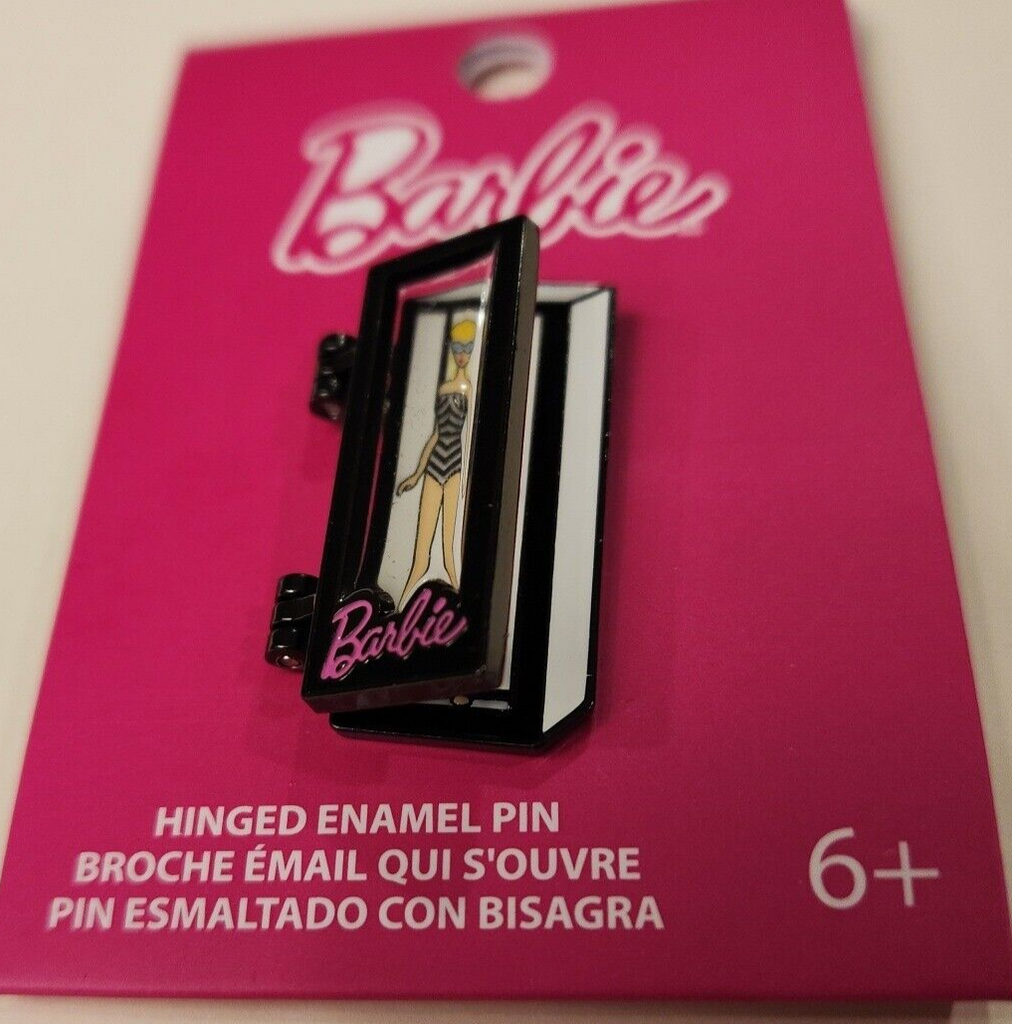 Barbie
Barbie
HINGED ENAMEL PIN
BROCHE ÉMAIL QUI S'OUVRE
PIN ESMALTADO CON BISAGRA
6+